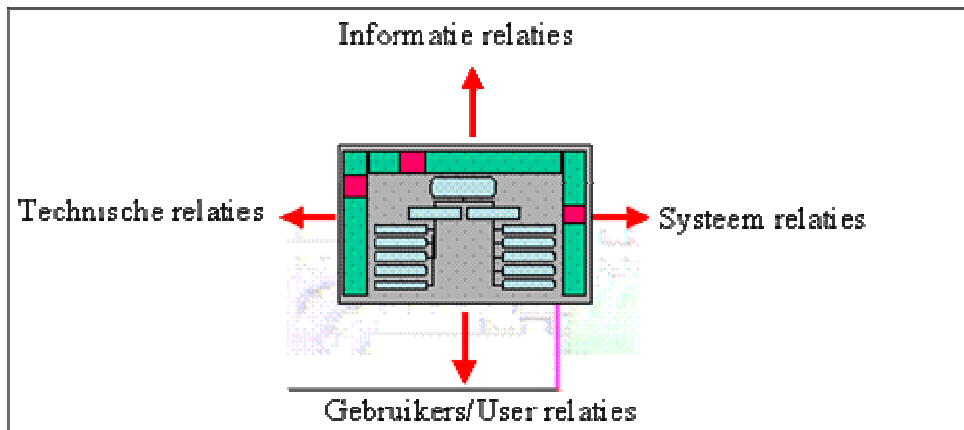 Informatie relaties
Technische relaties
Systeem relaties
Gebruikers/User relaties